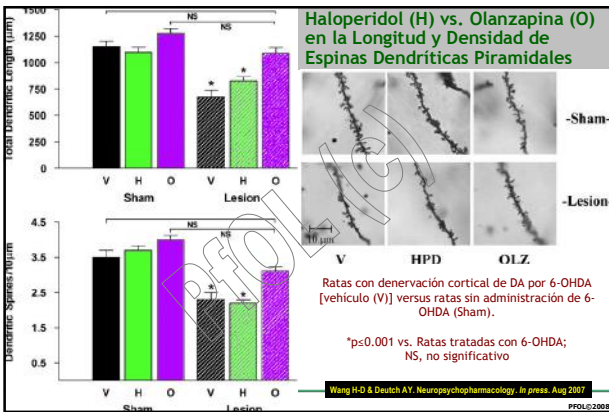 Haloperidol (H) vs. Olanzapina (O)
en la Longitud y Densidad de
Espinas Dendríticas Piramidales
Total Dendritic Length (µm)
1500
1250
1000
750
500
250
0
NS
NS
*
*
V H O V H O
Sham Lesion
Dendritic Spines/10µm
4.5
3.5
2.5
1.5
0.5
NS
NS
*
*
V H O V H O
Sham Lesion
-Sham-
-Lesion-
10 µm
V HPD OLZ
Ratas con denervación cortical de DA por 6-OHDA
[vehículo (V)] versus ratas sin administración de 6-
OHDA (Sham).
*p≤0.001 vs. Ratas tratadas con 6-OHDA;
NS, no significativo
Wang H-D & Deutch AY. Neuropsychopharmacology. In press. Aug 2007
PFOL©2008
PfOL (c)